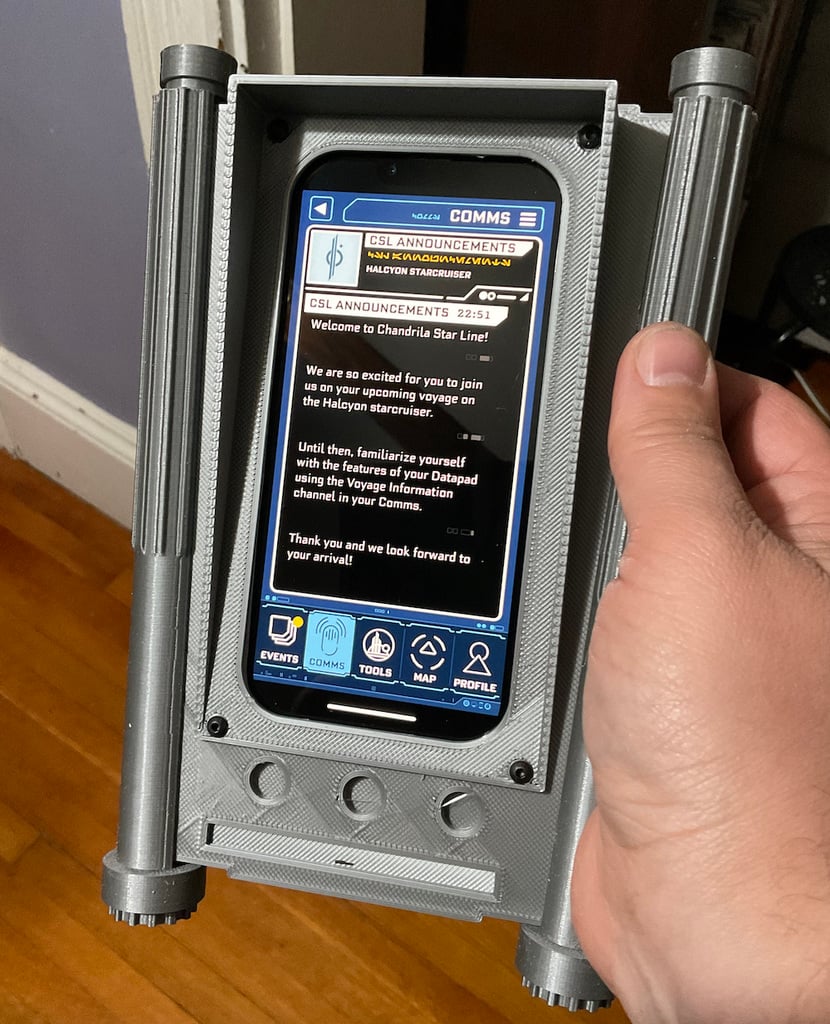 COMMS
CSL ANNOUNCEMENTS
HALCYON STARCRUISER
CSL ANNOUNCEMENTS 22:51
Welcome to Chandrila Star Line!
We are so excited for you to join
us on your upcoming voyage on
the Halcyon starcruiser.
Until then, familiarize yourself
with the features of your Datapad
using the Voyage Information
channel in your Comms.
Thank you and we look forward to
your arrival!
EVENTS
COMMS
TOOLS
MAP
PROFILE